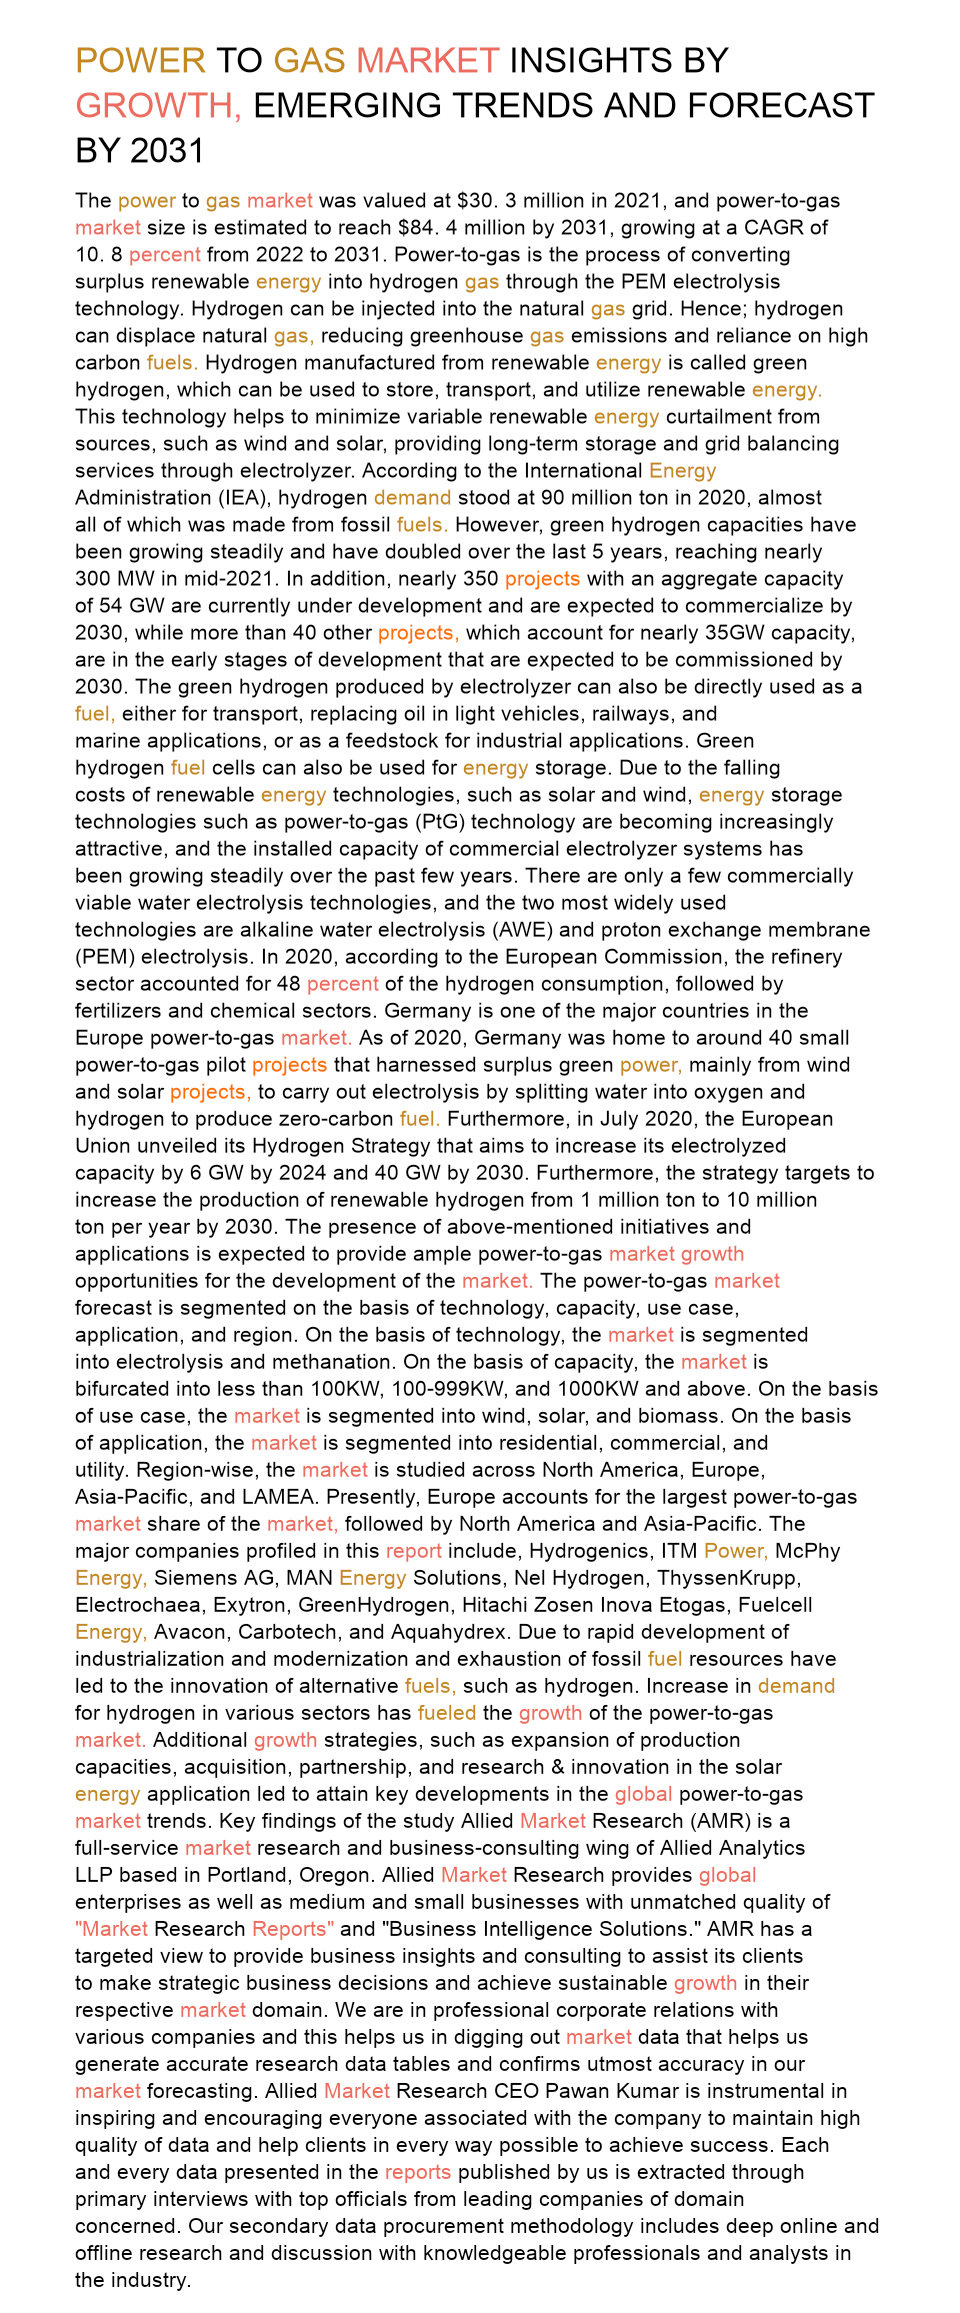 POWER TO GAS MARKET INSIGHTS BY
GROWTH, EMERGING TRENDS AND FORECAST
BY 2031
The power to gas market was valued at $30. 3 million in 2021, and power-to-gas
market size is estimated to reach $84. 4 million by 2031, growing at a CAGR of
10. 8 percent from 2022 to 2031. Power-to-gas is the process of converting
surplus renewable energy into hydrogen gas through the PEM electrolysis
technology. Hydrogen can be injected into the natural gas grid. Hence; hydrogen
can displace natural gas, reducing greenhouse gas emissions and reliance on high
carbon fuels. Hydrogen manufactured from renewable energy is called green
hydrogen, which can be used to store, transport, and utilize renewable energy.
This technology helps to minimize variable renewable energy curtailment from
sources, such as wind and solar, providing long-term storage and grid balancing
services through electrolyzer. According to the International Energy
Administration (IEA), hydrogen demand stood at 90 million ton in 2020, almost
all of which was made from fossil fuels. However, green hydrogen capacities have
been growing steadily and have doubled over the last 5 years, reaching nearly
300 MW in mid-2021. In addition, nearly 350 projects with an aggregate capacity
of 54 GW are currently under development and are expected to commercialize by
2030, while more than 40 other projects, which account for nearly 35GW capacity,
are in the early stages of development that are expected to be commissioned by
2030. The green hydrogen produced by electrolyzer can also be directly used as a
fuel, either for transport, replacing oil in light vehicles, railways, and
marine applications, or as a feedstock for industrial applications. Green
hydrogen fuel cells can also be used for energy storage. Due to the falling
costs of renewable energy technologies, such as solar and wind, energy storage
technologies such as power-to-gas (PtG) technology are becoming increasingly
attractive, and the installed capacity of commercial electrolyzer systems has
been growing steadily over the past few years. There are only a few commercially
viable water electrolysis technologies, and the two most widely used
technologies are alkaline water electrolysis (AWE) and proton exchange membrane
(PEM) electrolysis. In 2020, according to the European Commission, the refinery
sector accounted for 48 percent of the hydrogen consumption, followed by
fertilizers and chemical sectors. Germany is one of the major countries in the
Europe power-to-gas market. As of 2020, Germany was home to around 40 small
power-to-gas pilot projects that harnessed surplus green power, mainly from wind
and solar projects, to carry out electrolysis by splitting water into oxygen and
hydrogen to produce zero-carbon fuel. Furthermore, in July 2020, the European
Union unveiled its Hydrogen Strategy that aims to increase its electrolyzed
capacity by 6 GW by 2024 and 40 GW by 2030. Furthermore, the strategy targets to
increase the production of renewable hydrogen from 1 million ton to 10 million
ton per year by 2030. The presence of above-mentioned initiatives and
applications is expected to provide ample power-to-gas market growth
opportunities for the development of the market. The power-to-gas market
forecast is segmented on the basis of technology, capacity, use case,
application, and region. On the basis of technology, the market is segmented
into electrolysis and methanation. On the basis of capacity, the market is
bifurcated into less than 100KW, 100-999KW, and 1000KW and above. On the basis
of use case, the market is segmented into wind, solar, and biomass. On the basis
of application, the market is segmented into residential, commercial, and
utility. Region-wise, the market is studied across North America, Europe,
Asia-Pacific, and LAMEA. Presently, Europe accounts for the largest power-to-gas
market share of the market, followed by North America and Asia-Pacific. The
major companies profiled in this report include, Hydrogenics, ITM Power, McPhy
Energy, Siemens AG, MAN Energy Solutions, Nel Hydrogen, ThyssenKrupp,
Electrochaea, Exytron, GreenHydrogen, Hitachi Zosen Inova Etogas, Fuelcell
Energy, Avacon, Carbotech, and Aquahydrex. Due to rapid development of
industrialization and modernization and exhaustion of fossil fuel resources have
led to the innovation of alternative fuels, such as hydrogen. Increase in demand
for hydrogen in various sectors has fueled the growth of the power-to-gas
market. Additional growth strategies, such as expansion of production
capacities, acquisition, partnership, and research & innovation in the solar
energy application led to attain key developments in the global power-to-gas
market trends. Key findings of the study Allied Market Research (AMR) is a
full-service market research and business-consulting wing of Allied Analytics
LLP based in Portland, Oregon. Allied Market Research provides global
enterprises as well as medium and small businesses with unmatched quality of
"Market Research Reports" and "Business Intelligence Solutions." AMR has a
targeted view to provide business insights and consulting to assist its clients
to make strategic business decisions and achieve sustainable growth in their
respective market domain. We are in professional corporate relations with
various companies and this helps us in digging out market data that helps us
generate accurate research data tables and confirms utmost accuracy in our
market forecasting. Allied Market Research CEO Pawan Kumar is instrumental in
inspiring and encouraging everyone associated with the company to maintain high
quality of data and help clients in every way possible to achieve success. Each
and every data presented in the reports published by us is extracted through
primary interviews with top officials from leading companies of domain
concerned. Our secondary data procurement methodology includes deep online and
offline research and discussion with knowledgeable professionals and analysts in
the industry.